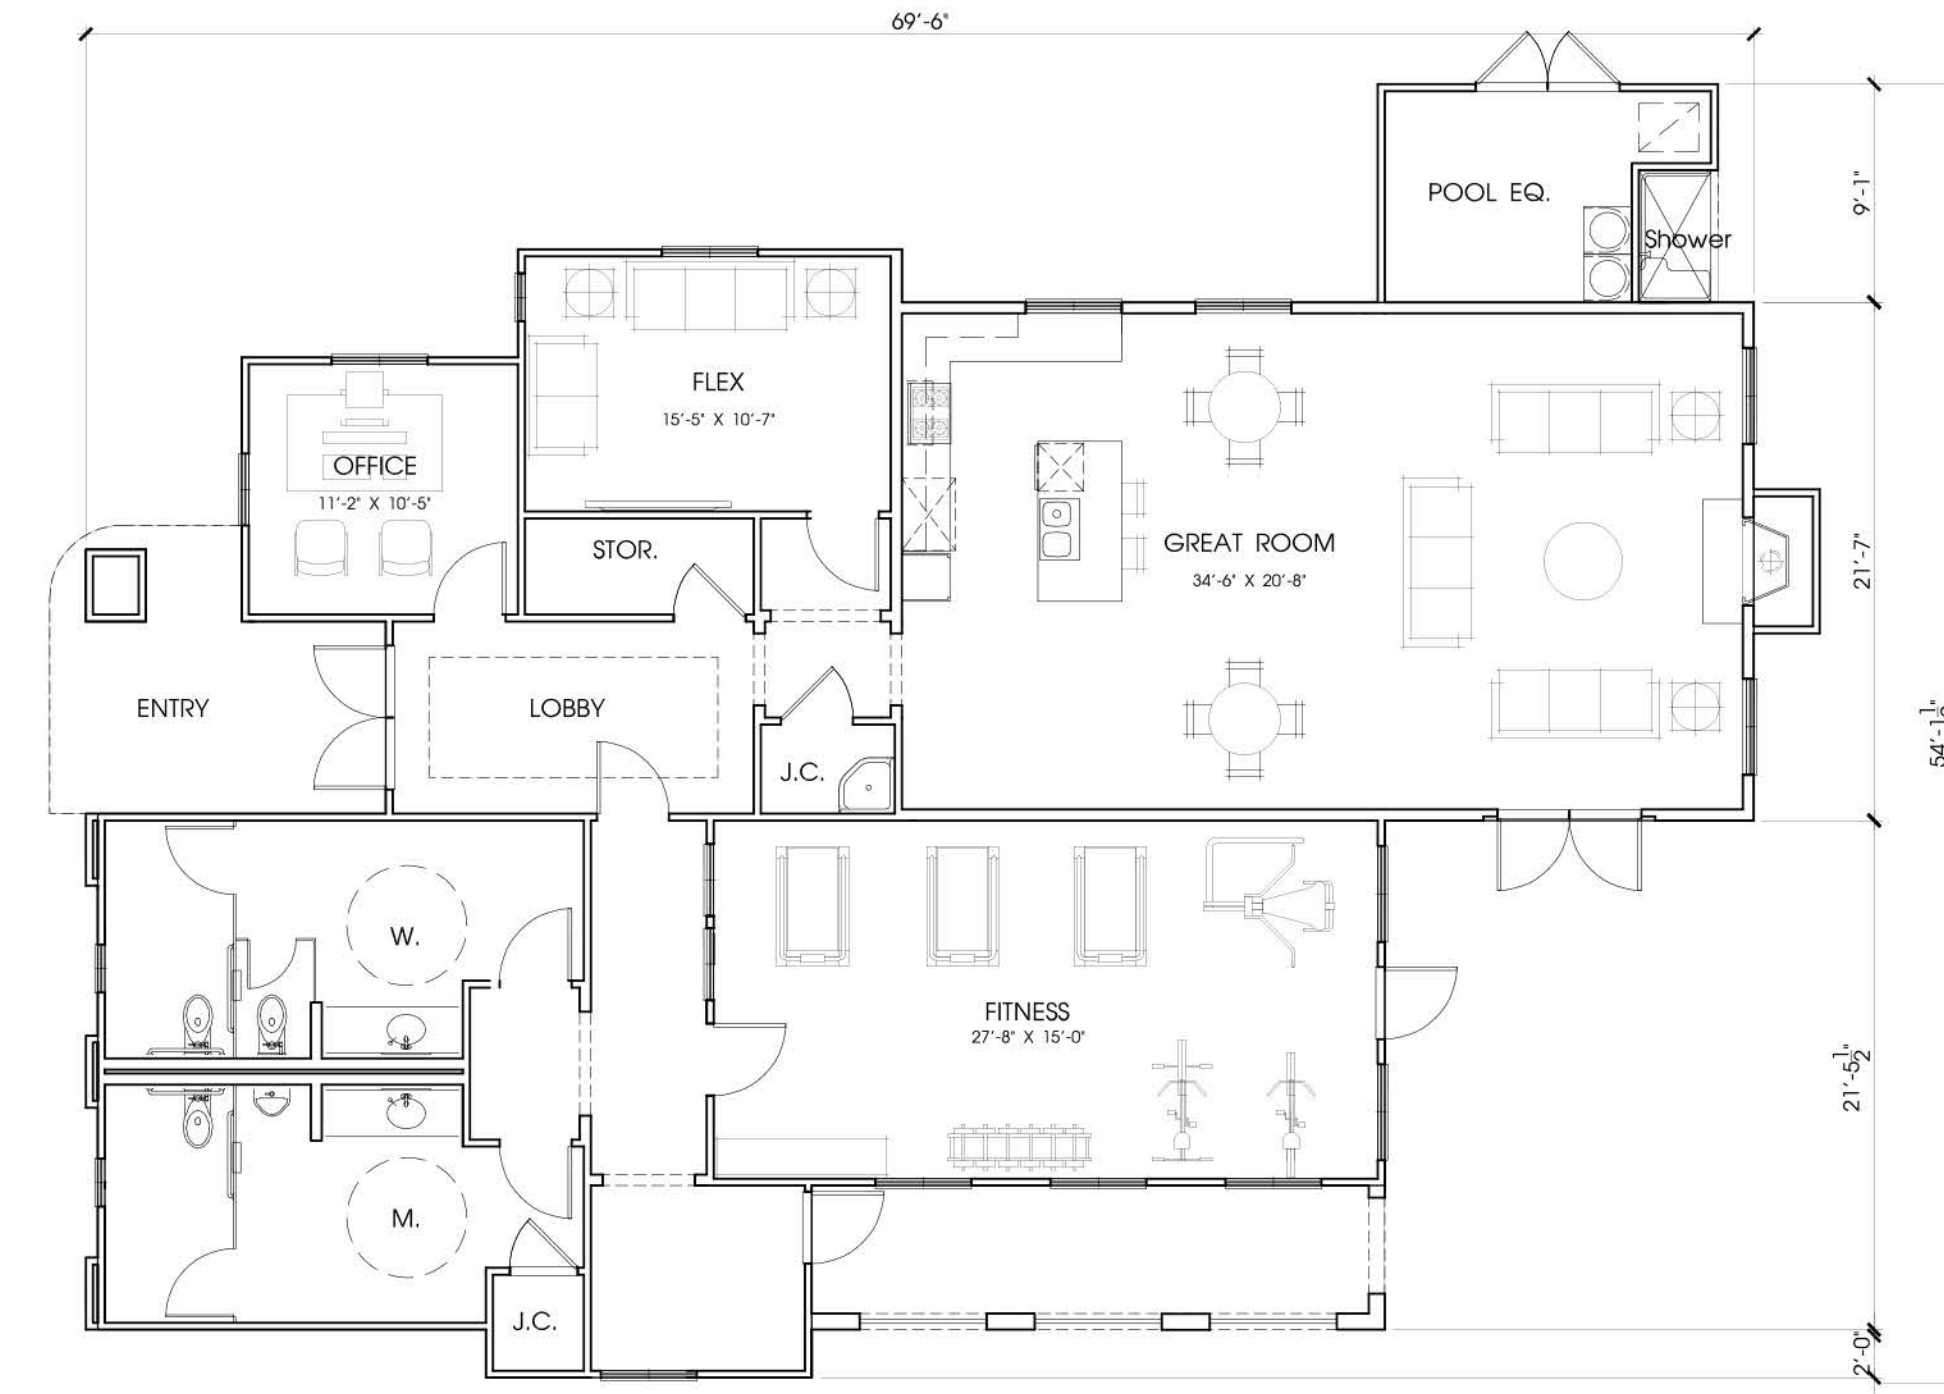 69'-6"
POOL EQ.
9'-1"
Shower
FLEX
15'-5" X 10'-7"
OFFICE
11'-2" X 10'-5"
STOR.
GREAT ROOM
34'-6" X 20'-8"
21'-7"
ENTRY
LOBBY
54'-1
J.C.
W.
FITNESS
27'-8" X 15'-0"
21'-5 1/2"
M.
J.C.
2'-0"